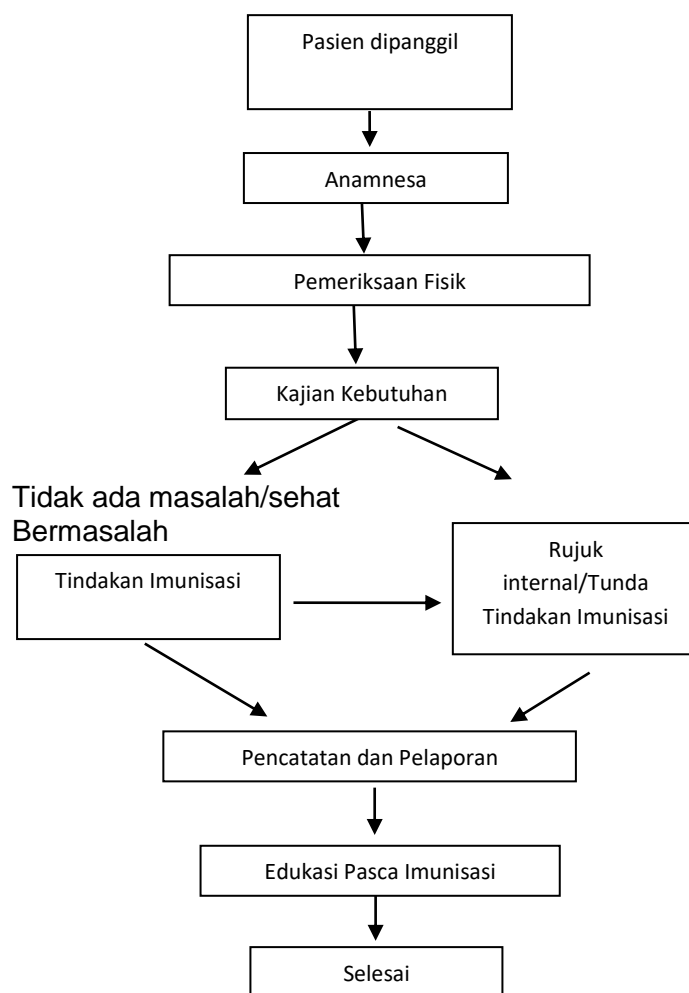 Pasien dipanggil
Anamnesa
Pemeriksaan Fisik
Kajian Kebutuhan
Tidak ada masalah/sehat
Bermasalah
Tindakan Imunisasi
Rujuk
internal/Tunda
Tindakan Imunisasi
Pencatatan dan Pelaporan
Edukasi Pasca Imunisasi
Selesai